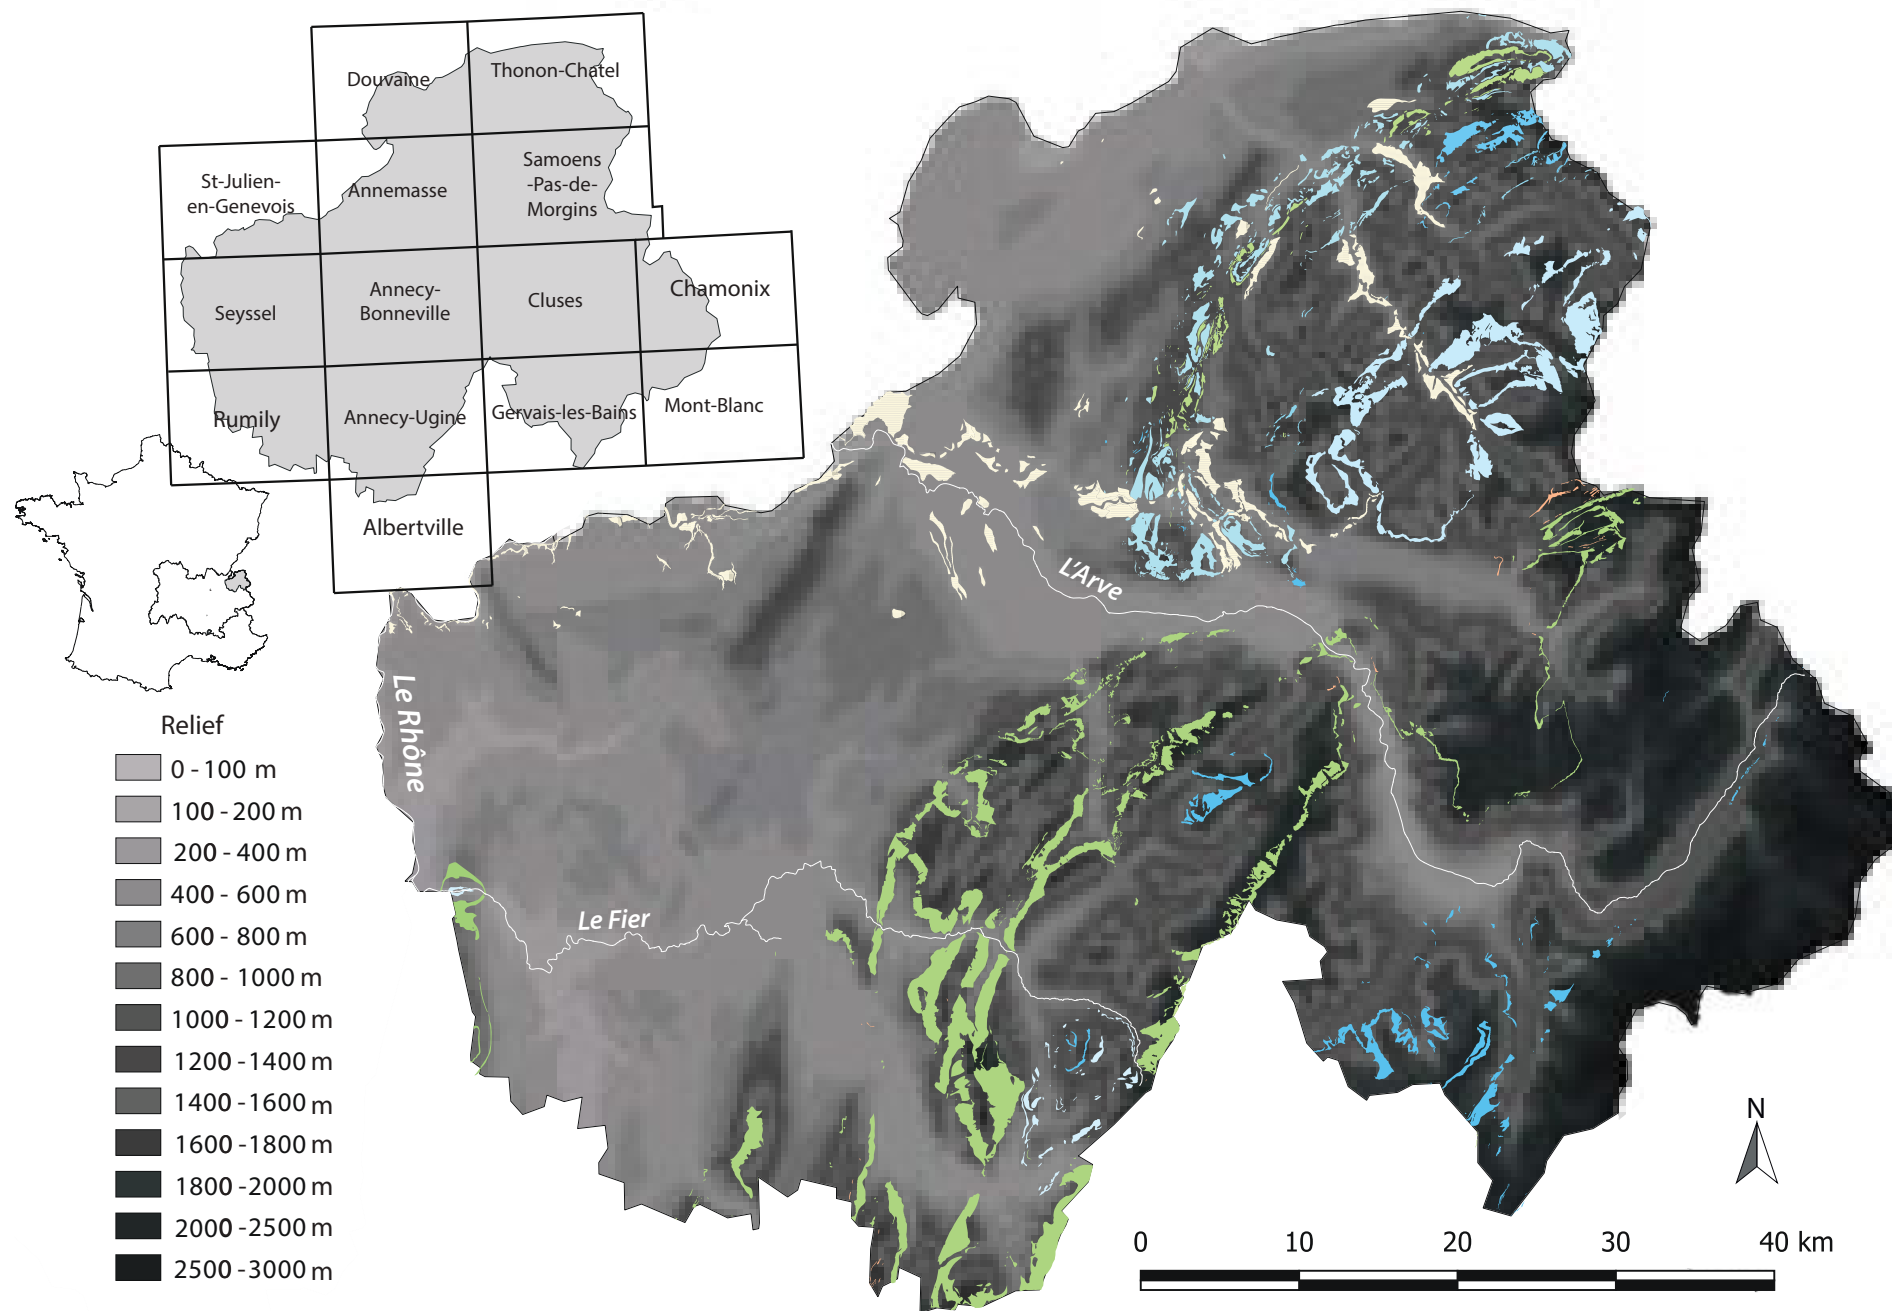 Douvaine
Thonon-Chatel
St-Julien-
en-Genevois
Annemasse
Samoens
-Pas-de-
Morgins
Seyssel
Annecy-
Bonneville
Cluses
Chamonix
Rumily
Annecy-Ugine
Gervais-les-Bains
Mont-Blanc
Albertville
L'Arve
Le Rhône
Le Fier
Relief
0 - 100 m
100 - 200 m
200 - 400 m
400 - 600 m
600 - 800 m
800 - 1000 m
1000 - 1200 m
1200 - 1400 m
1400 - 1600 m
1600 - 1800 m
1800 -2000 m
2000 -2500 m
2500 -3000 m
N
0 10 20 30 40 km